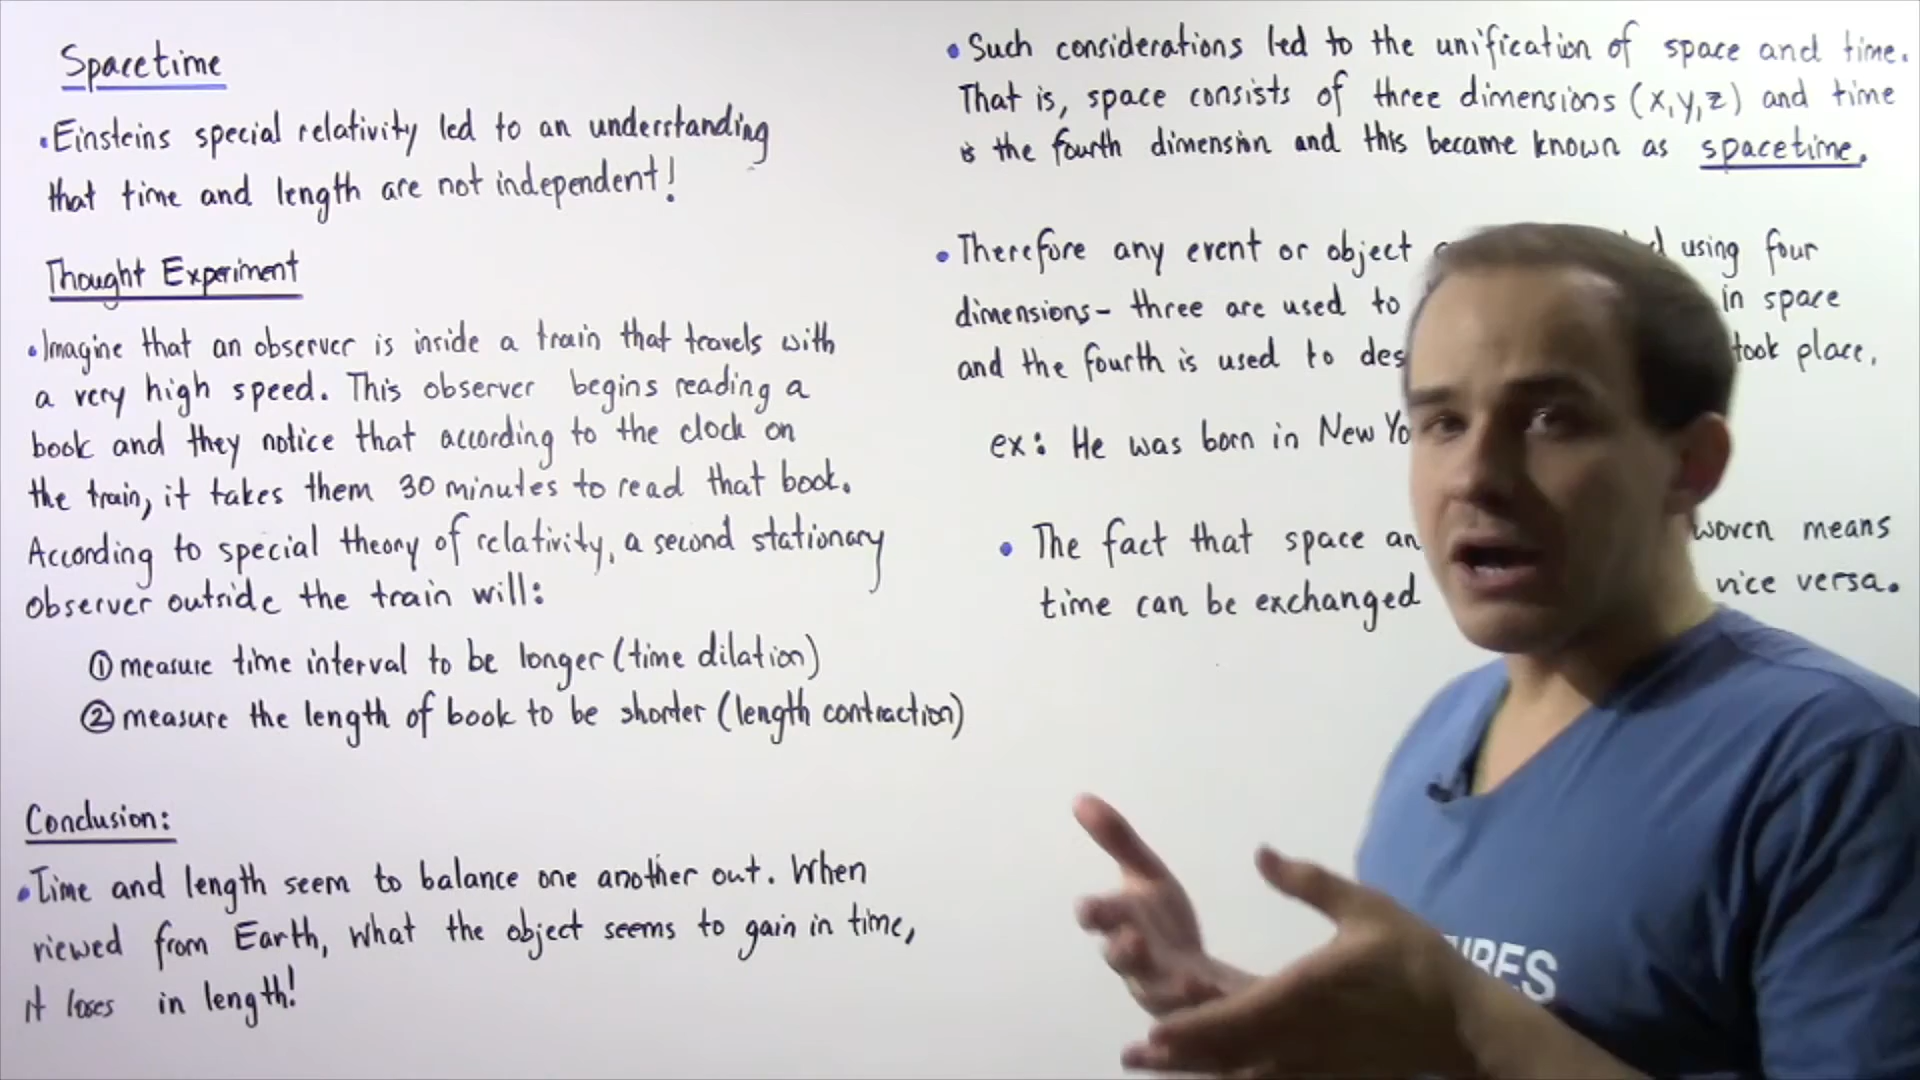 Spacetime
• Einsteins special relativity led to an understanding
that time and length are not independent!
Thought Experiment
• Imagine that an observer is inside a train that travels with
a very high speed. This observer begins reading a
book and they notice that according to the clock on
the train, it takes them 30 minutes to read that book.
According to special theory of relativity, a second stationary
observer outside the train will:
① measure time interval to be longer (time dilation)
② measure the length of book to be shorter (length contraction)
Conclusion:
• Time and length seem to balance one another out. When
viewed from Earth, what the object seems to gain in time,
it loses in length!
• Such considerations led to the unification of space and time.
That is, space consists of three dimensions (x,y,z) and time
is the fourth dimension and this became known as spacetime.
• Therefore any event or object using four
dimensions- three are used to in space
and the fourth is used to des took place.
ex: He was born in New Yo
• The fact that space an woven means
time can be exchanged vice versa.
URES